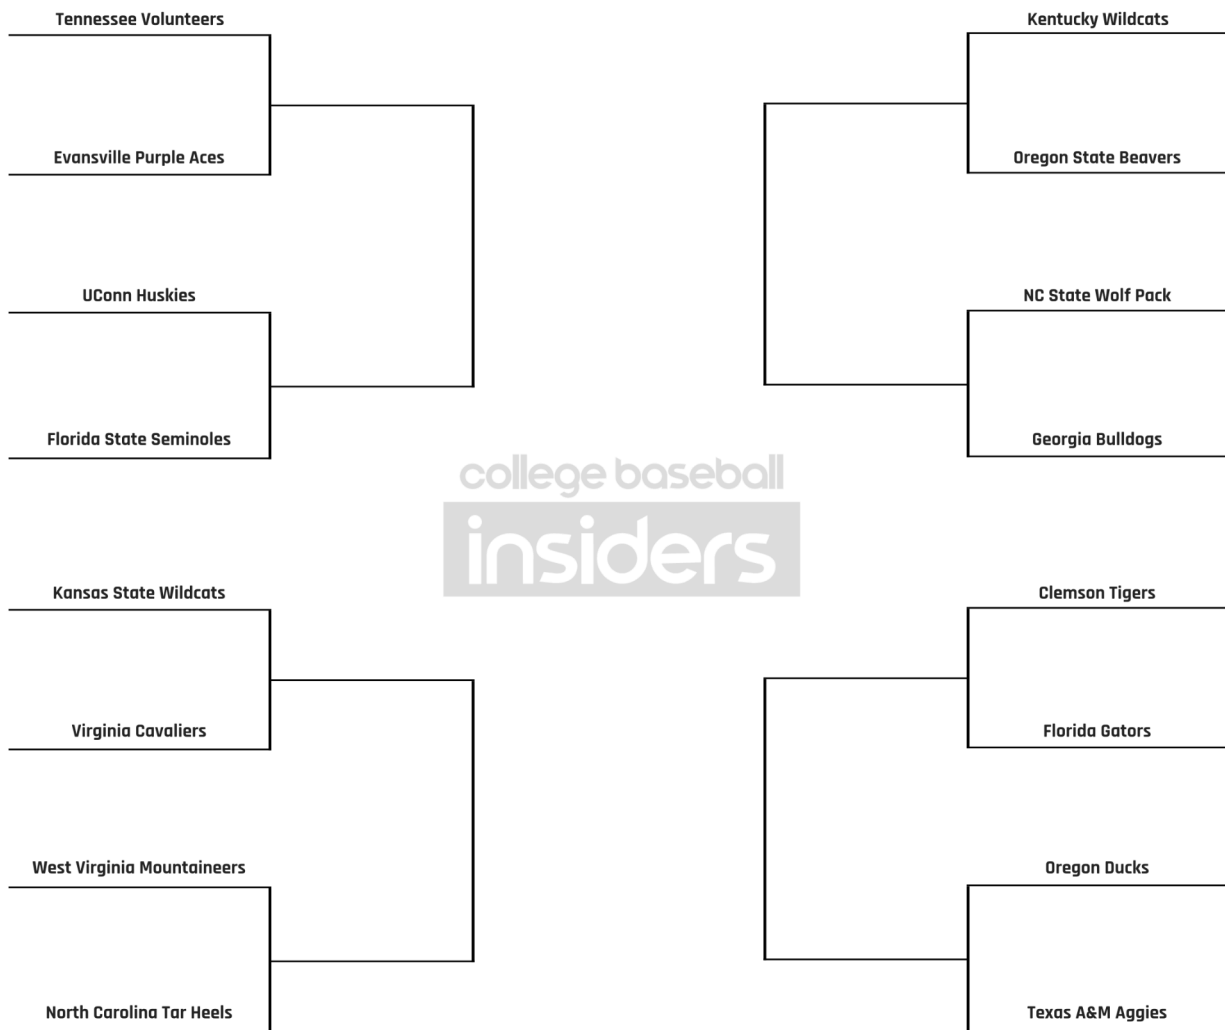 Tennessee Volunteers
Evansville Purple Aces
UConn Huskies
Florida State Seminoles
Kansas State Wildcats
Virginia Cavaliers
West Virginia Mountaineers
North Carolina Tar Heels
college baseball
insiders
Kentucky Wildcats
Oregon State Beavers
NC State Wolf Pack
Georgia Bulldogs
Clemson Tigers
Florida Gators
Oregon Ducks
Texas A&M Aggies